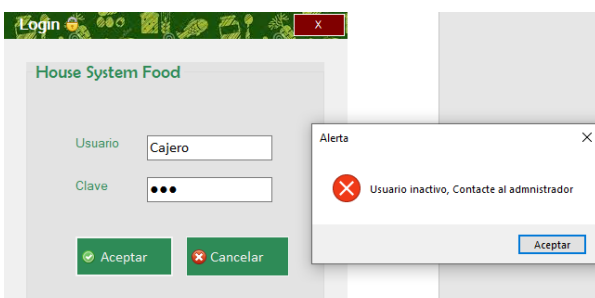 Login
X
House System Food
Usuario
Cajero
Clave
Aceptar
Cancelar
Alerta
Usuario inactivo, Contacte al admnistrador
Aceptar